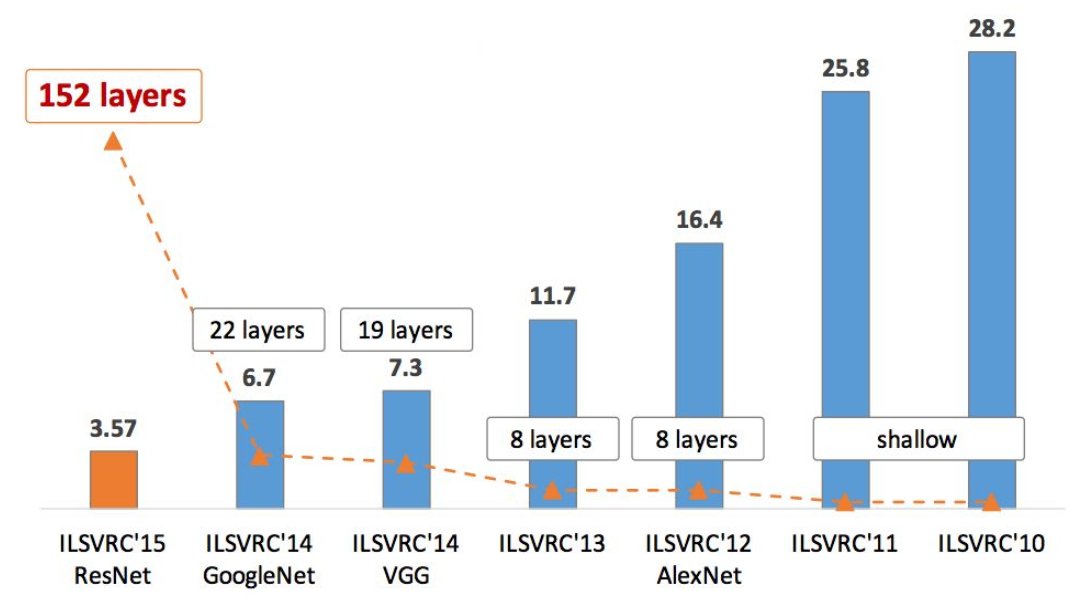 28.2
25.8
152 layers
16.4
11.7
22 layers
19 layers
7.3
6.7
3.57
8 layers
8 layers
shallow
ILSVRC'15
ResNet
ILSVRC'14
GoogleNet
ILSVRC'14
VGG
ILSVRC'13
ILSVRC'12
AlexNet
ILSVRC'11
ILSVRC'10